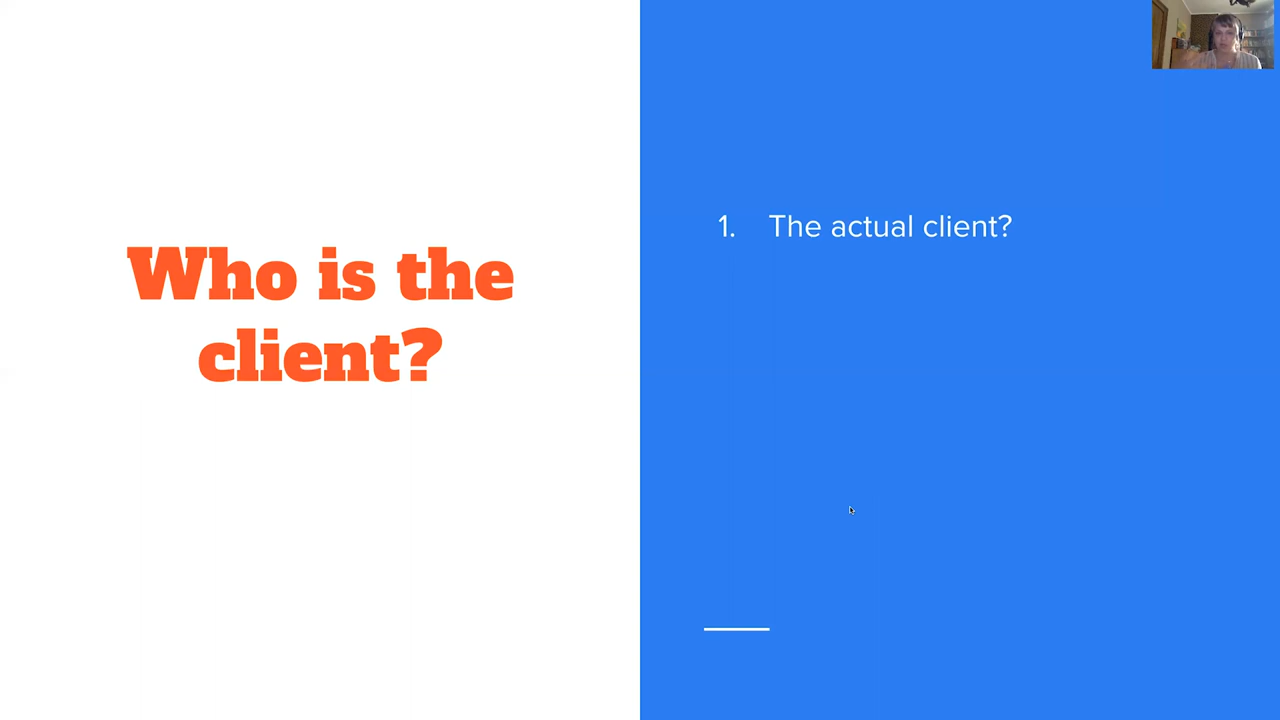 Who is the
client?
1. The actual client?